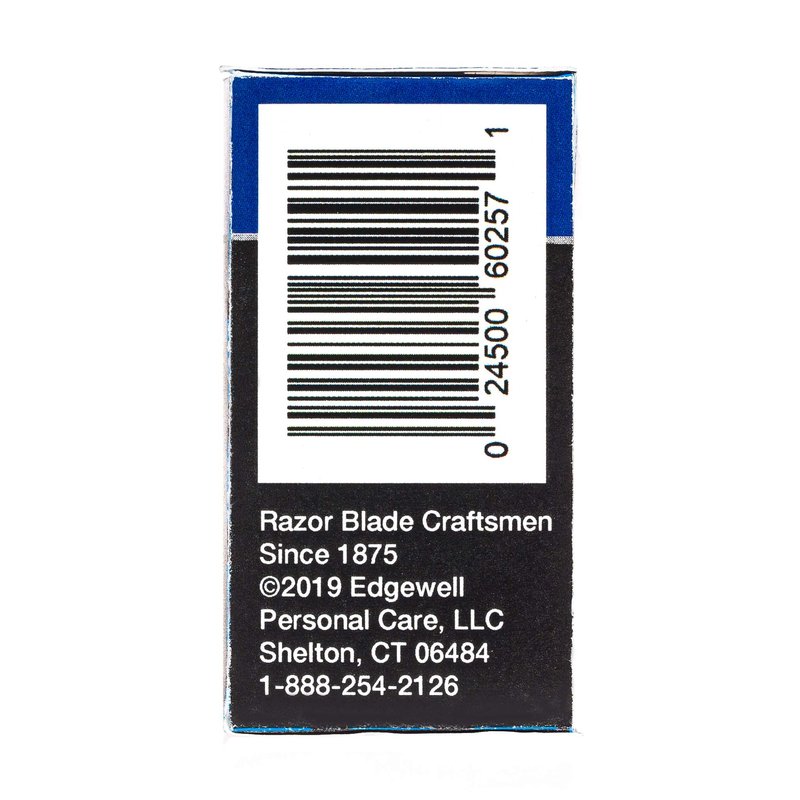 0 24500 60257 1
Razor Blade Craftsmen
Since 1875
©2019 Edgewell
Personal Care, LLC
Shelton, CT 06484
1-888-254-2126